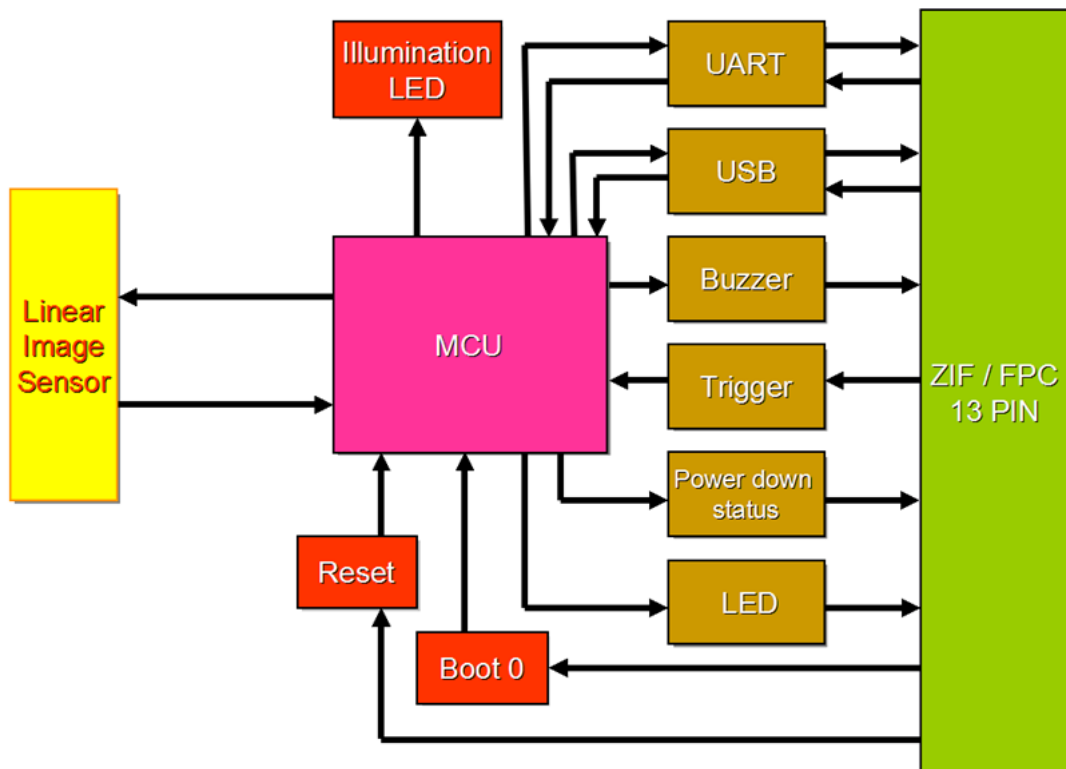 Illumination
LED
UART
USB
Linear
Image
Sensor
MCU
Buzzer
Trigger
ZIF / FPC
13 PIN
Power down
status
Reset
LED
Boot 0